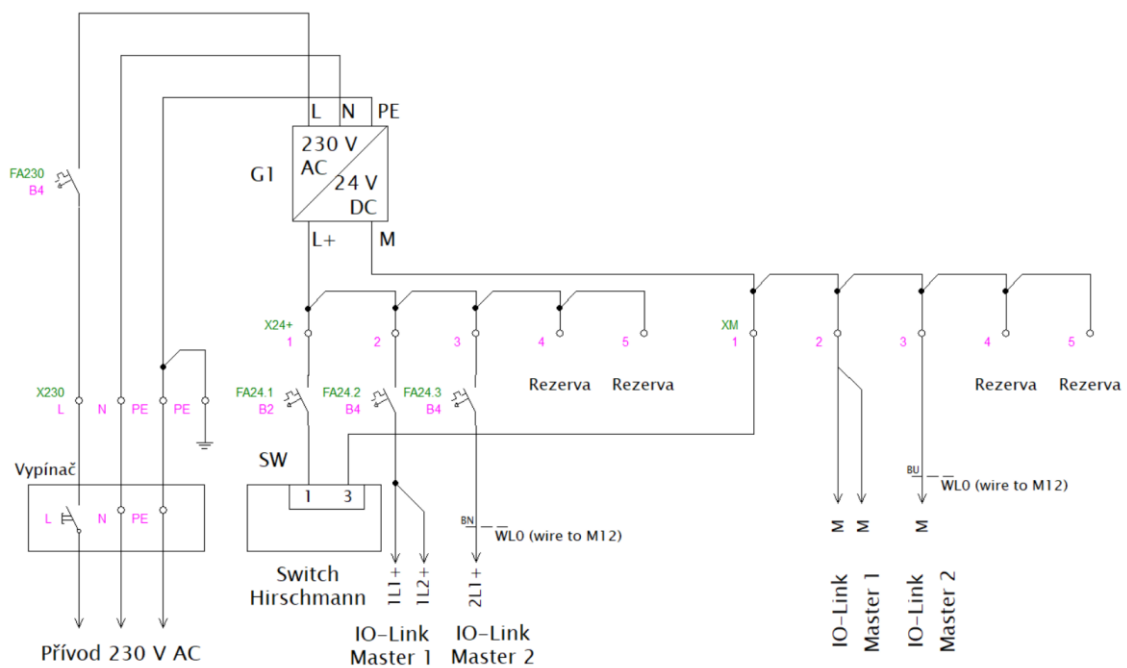 L N PE
230 V
AC
G1
24 V
DC
L+ M
FA230
B4
X24+
1 2 3 4 5
XM
1 2 3 4 5
Rezerva Rezerva
Rezerva Rezerva
FA24.1
B2
FA24.2
B4
FA24.3
B4
X230
L N PE PE
Vypínač
L N PE
SW
1 3
Switch
Hirschmann
BN
WL0 (wire to M12)
BU
WL0 (wire to M12)
1L1+
1L2+
2L1+
M
M
M
IO-Link
Master 1
IO-Link
Master 2
IO-Link
Master 1
IO-Link
Master 2
Přívod 230 V AC